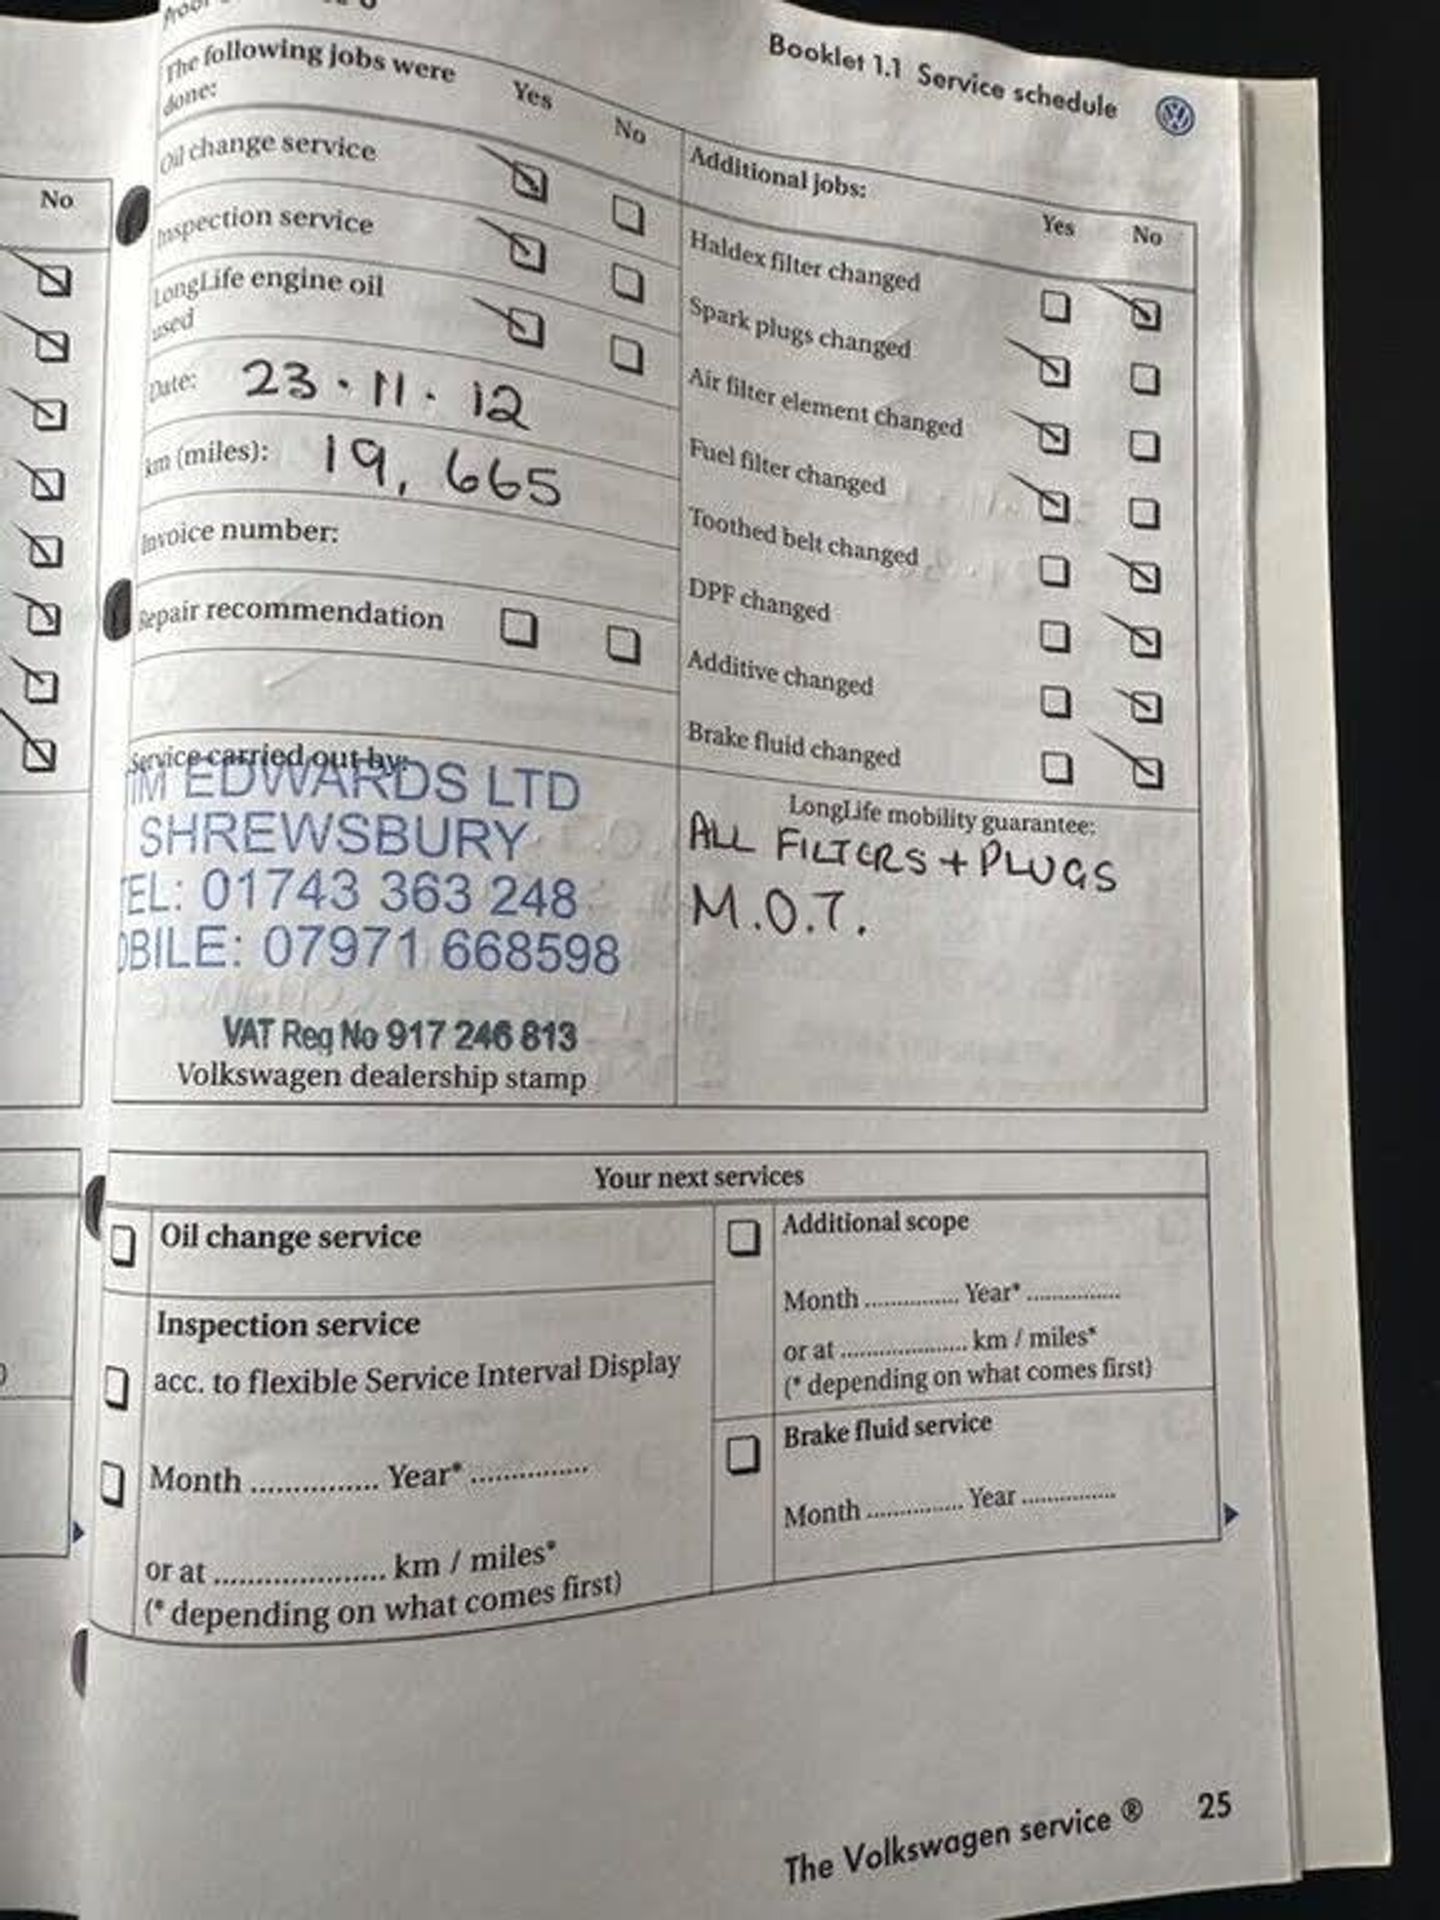 Booklet 1.1 Service schedule
The following jobs were
done:
Yes
No
Oil change service
Inspection service
LongLife engine oil
used
Date: 23.11.12
km (miles): 19,665
Invoice number:
Repair recommendation
Service carried out by:
EDWARDS LTD
SHREWSBURY
TEL: 01743 363 248
OBILE: 07971 668598
VAT Reg No 917 246 813
Volkswagen dealership stamp
Additional jobs:
Yes
No
Haldex filter changed
Spark plugs changed
Air filter element changed
Fuel filter changed
Toothed belt changed
DPF changed
Additive changed
Brake fluid changed
LongLife mobility guarantee:
ALL FILTERS + PLUGS
M.O.T.
No
Your next services
Oil change service
Inspection service
acc. to flexible Service Interval Display
Month ............... Year* ...............
or at .................... km / miles*
(* depending on what comes first)
Additional scope
Month ............... Year* ...............
or at .................... km / miles*
(* depending on what comes first)
Brake fluid service
Month ............... Year ...............
The Volkswagen service ® 25